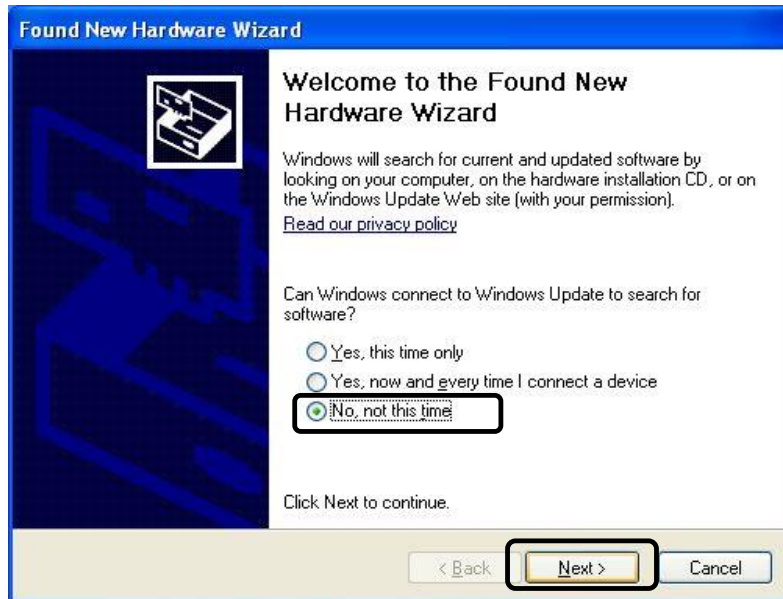 Found New Hardware Wizard
Welcome to the Found New
Hardware Wizard
Windows will search for current and updated software by
looking on your computer, on the hardware installation CD, or on
the Windows Update Web site (with your permission).
Read our privacy policy
Can Windows connect to Windows Update to search for
software?
Yes, this time only
Yes, now and every time I connect a device
No, not this time
Click Next to continue.
< Back
Next >
Cancel